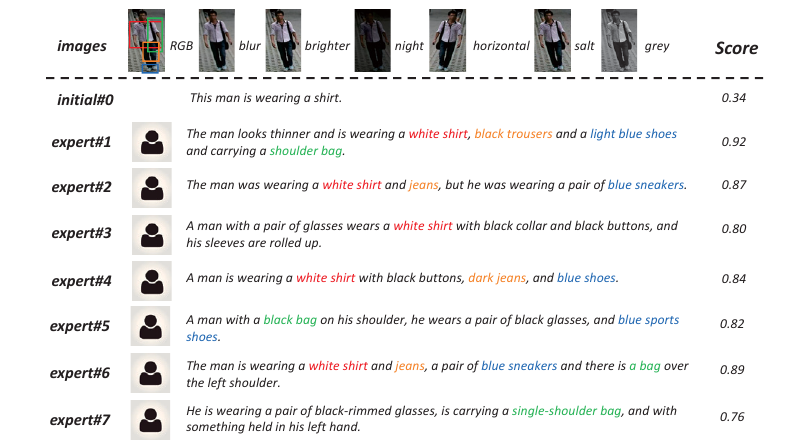 images RGB blur brighter night horizontal salt grey Score
initial#0 This man is wearing a shirt. 0.34
expert#1 The man looks thinner and is wearing a white shirt, black trousers and a light blue shoes
and carrying a shoulder bag. 0.92
expert#2 The man was wearing a white shirt and jeans, but he was wearing a pair of blue sneakers. 0.87
expert#3 A man with a pair of glasses wears a white shirt with black collar and black buttons, and
his sleeves are rolled up. 0.80
expert#4 A man is wearing a white shirt with black buttons, dark jeans, and blue shoes. 0.84
expert#5 A man with a black bag on his shoulder, he wears a pair of black glasses, and blue sports
shoes. 0.82
expert#6 The man is wearing a white shirt and jeans, a pair of blue sneakers and there is a bag over
the left shoulder. 0.89
expert#7 He is wearing a pair of black-rimmed glasses, is carrying a single-shoulder bag, and with
something held in his left hand. 0.76